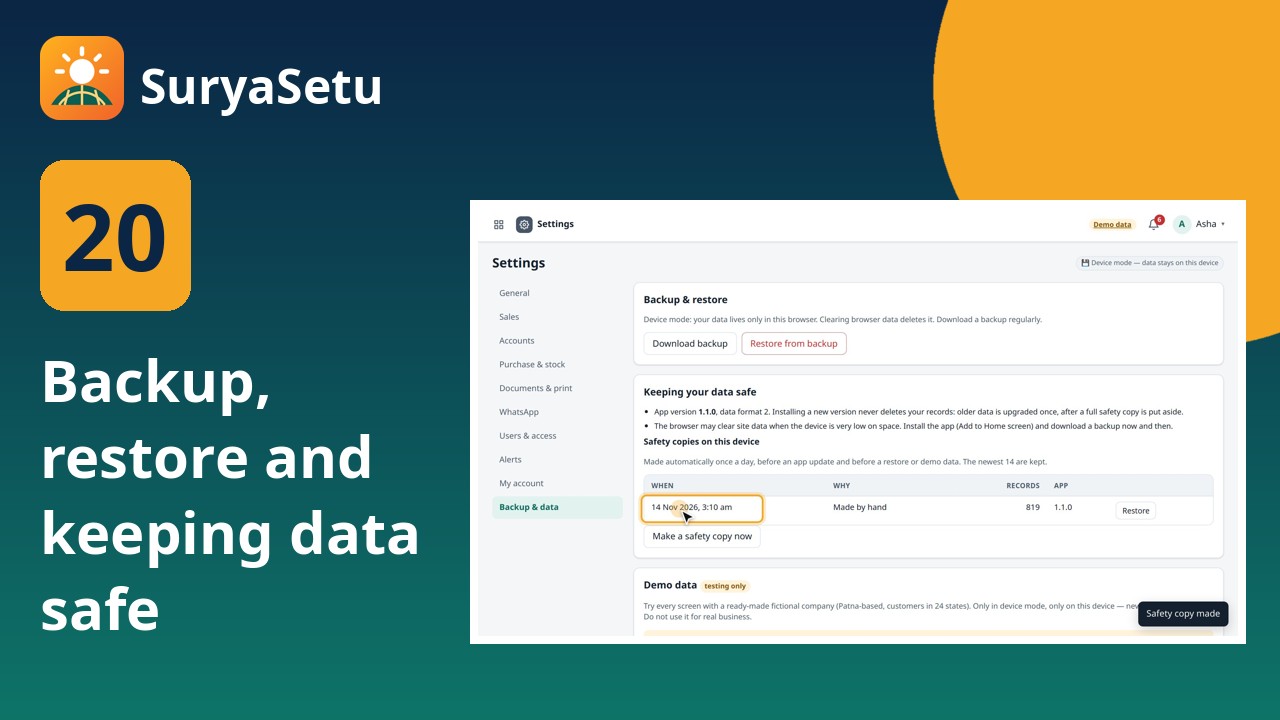 SuryaSetu
20
Backup,
restore and
keeping data
safe
Settings
Demo data
6
A
Asha
Settings
Device mode — data stays on this device
General
Sales
Accounts
Purchase & stock
Documents & print
WhatsApp
Users & access
Alerts
My account
Backup & data
Backup & restore
Device mode: your data lives only in this browser. Clearing browser data deletes it. Download a backup regularly.
Download backup
Restore from backup
Keeping your data safe
• App version 1.1.0, data format 2. Installing a new version never deletes your records: older data is upgraded once, after a full safety copy is put aside.
• The browser may clear site data when the device is very low on space. Install the app (Add to Home screen) and download a backup now and then.
Safety copies on this device
Made automatically once a day, before an app update and before a restore or demo data. The newest 14 are kept.
WHEN WHY RECORDS APP
14 Nov 2026, 3:10 am Made by hand 819 1.1.0 Restore
Make a safety copy now
Demo data testing only
Try every screen with a ready-made fictional company (Patna-based, customers in 24 states). Only in device mode, only on this device —
Do not use it for real business.
Safety copy made